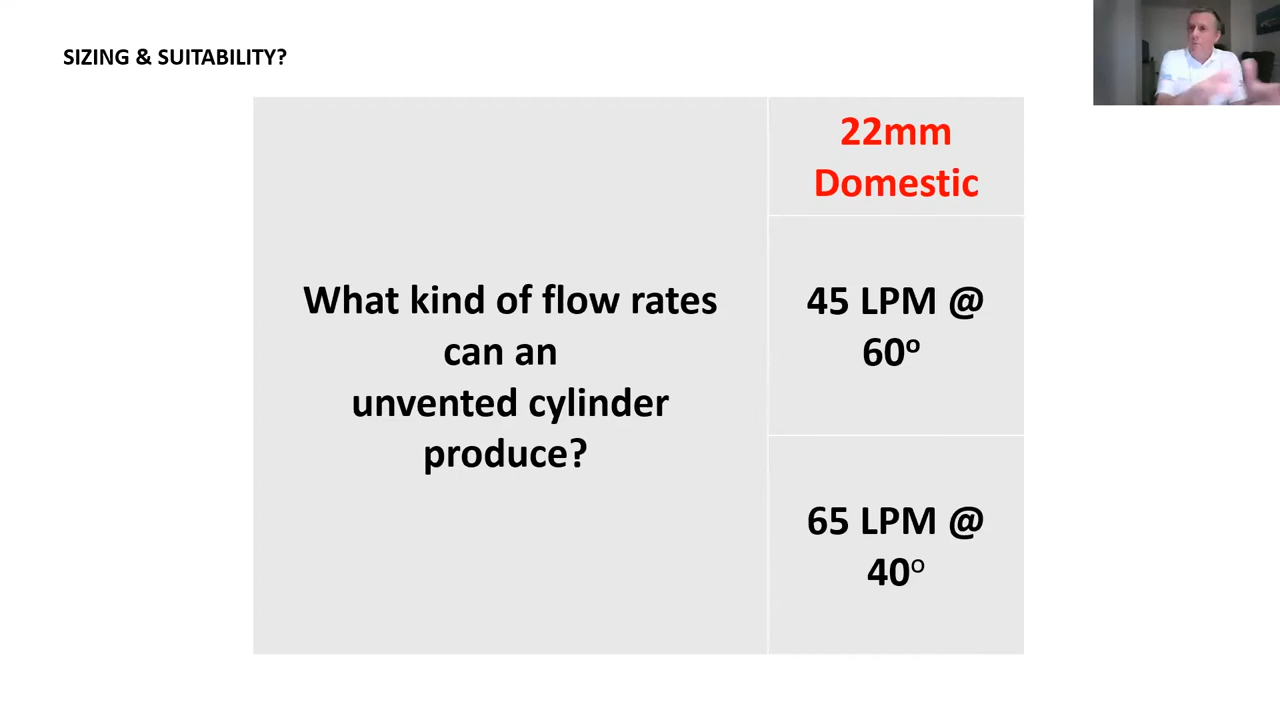 SIZING & SUITABILITY?
What kind of flow rates
can an
unvented cylinder
produce?
22mm
Domestic
45 LPM @
60º
65 LPM @
40º